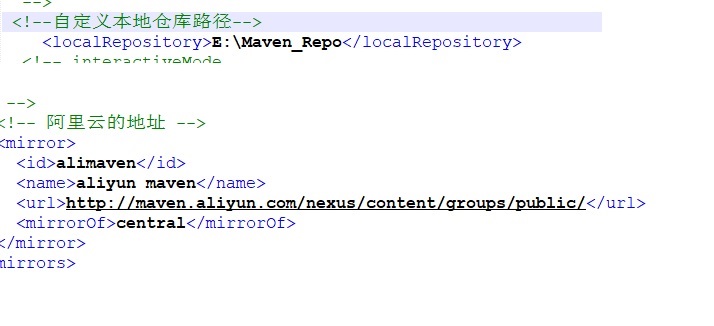 -->
<!--自定义本地仓库路径-->
<localRepository>E:\Maven_Repo</localRepository>
<!-- interactiveMode
-->
<!-- 阿里云的地址 -->
<mirror>
<id>alimaven</id>
<name>aliyun maven</name>
<url>http://maven.aliyun.com/nexus/content/groups/public/</url>
<mirrorOf>central</mirrorOf>
</mirror>
mirrors>